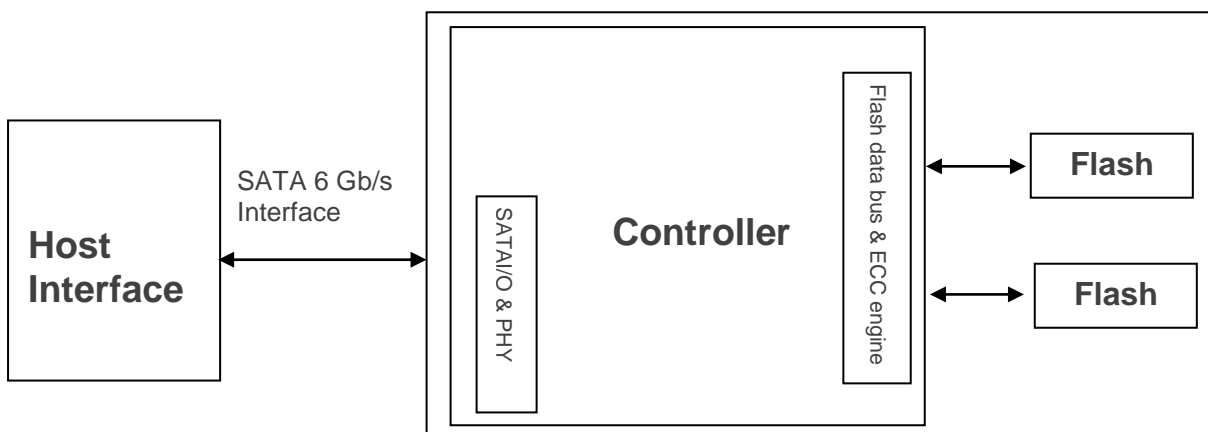 Host
Interface
SATA 6 Gb/s
Interface
SATAI/O & PHY
Controller
Flash data bus & ECC engine
Flash
Flash